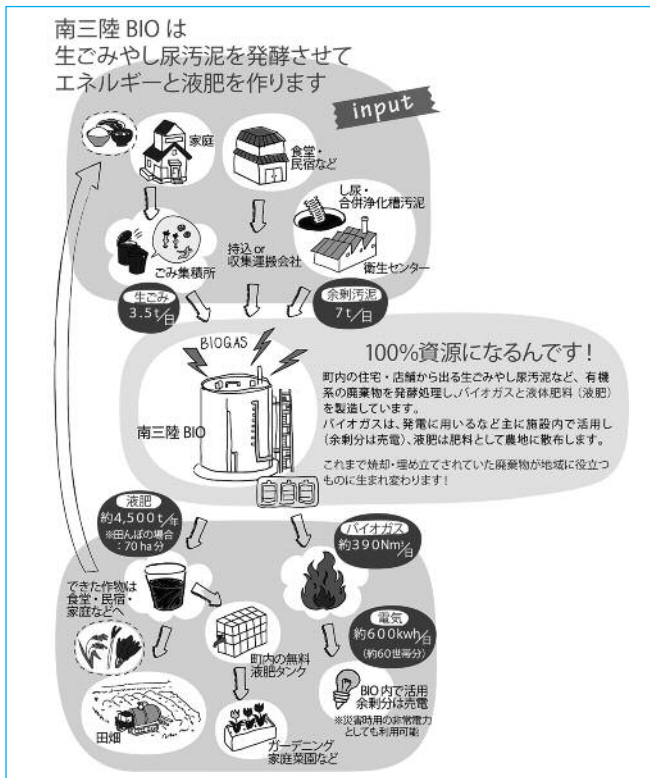 南三陸 BIO は
生ごみやし尿汚泥を発酵させて
エネルギーと液肥を作ります
input
家庭
食堂・
民宿など
し尿・
合併浄化槽汚泥
ごみ集積所
持込or
収集運搬会社
衛生センター
生ごみ
3.5t/日
余剰汚泥
7t/日
BIOGAS
南三陸 BIO
100%資源になるんです!
町内の住宅・店舗から出る生ごみやし尿汚泥など、有機
系の廃棄物を発酵処理し、バイオガスと液体肥料(液肥)
を製造しています。
バイオガスは、発電に用いるなど主に施設内で活用し
(余剰分は売電)、液肥は肥料として農地に散布します。
これまで焼却・埋め立てされていた廃棄物が地域に役立つ
ものに生まれ変わります!
液肥
約4,500t/年
※田んぼの場合
:70ha分
バイオガス
約390N㎥/日
できた作物は
食堂・民宿・
家庭などへ
町内の無料
液肥タンク
電気
約600kwh/日
(約60世帯分)
田畑
ガーデニング
家庭菜園など
BIO内で活用
余剰分は売電
※災害時用の非常電力
としても利用可能